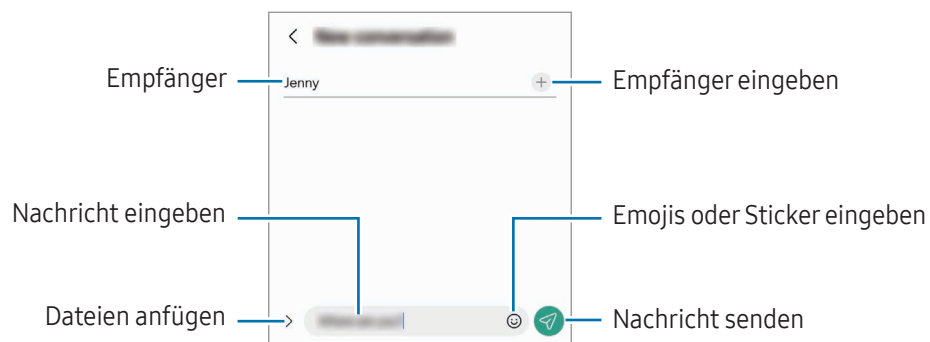 Empfänger
Jenny
Empfänger eingeben
Nachricht eingeben
Emojis oder Sticker eingeben
Dateien anfügen
Nachricht senden